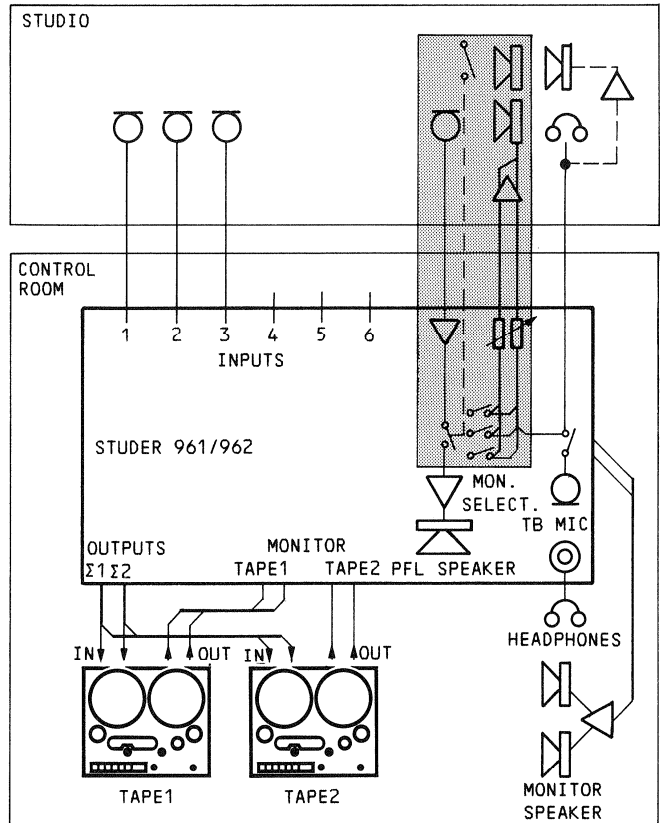 STUDIO
CONTROL
ROOM
1 2 3 4 5 6
INPUTS
STUDER 961/962
MON.
SELECT.
TB MIC
OUTPUTS
Σ1 Σ2
MONITOR
TAPE1 TAPE2
PFL SPEAKER
HEADPHONES
IN OUT IN OUT
TAPE1
TAPE2
MONITOR
SPEAKER